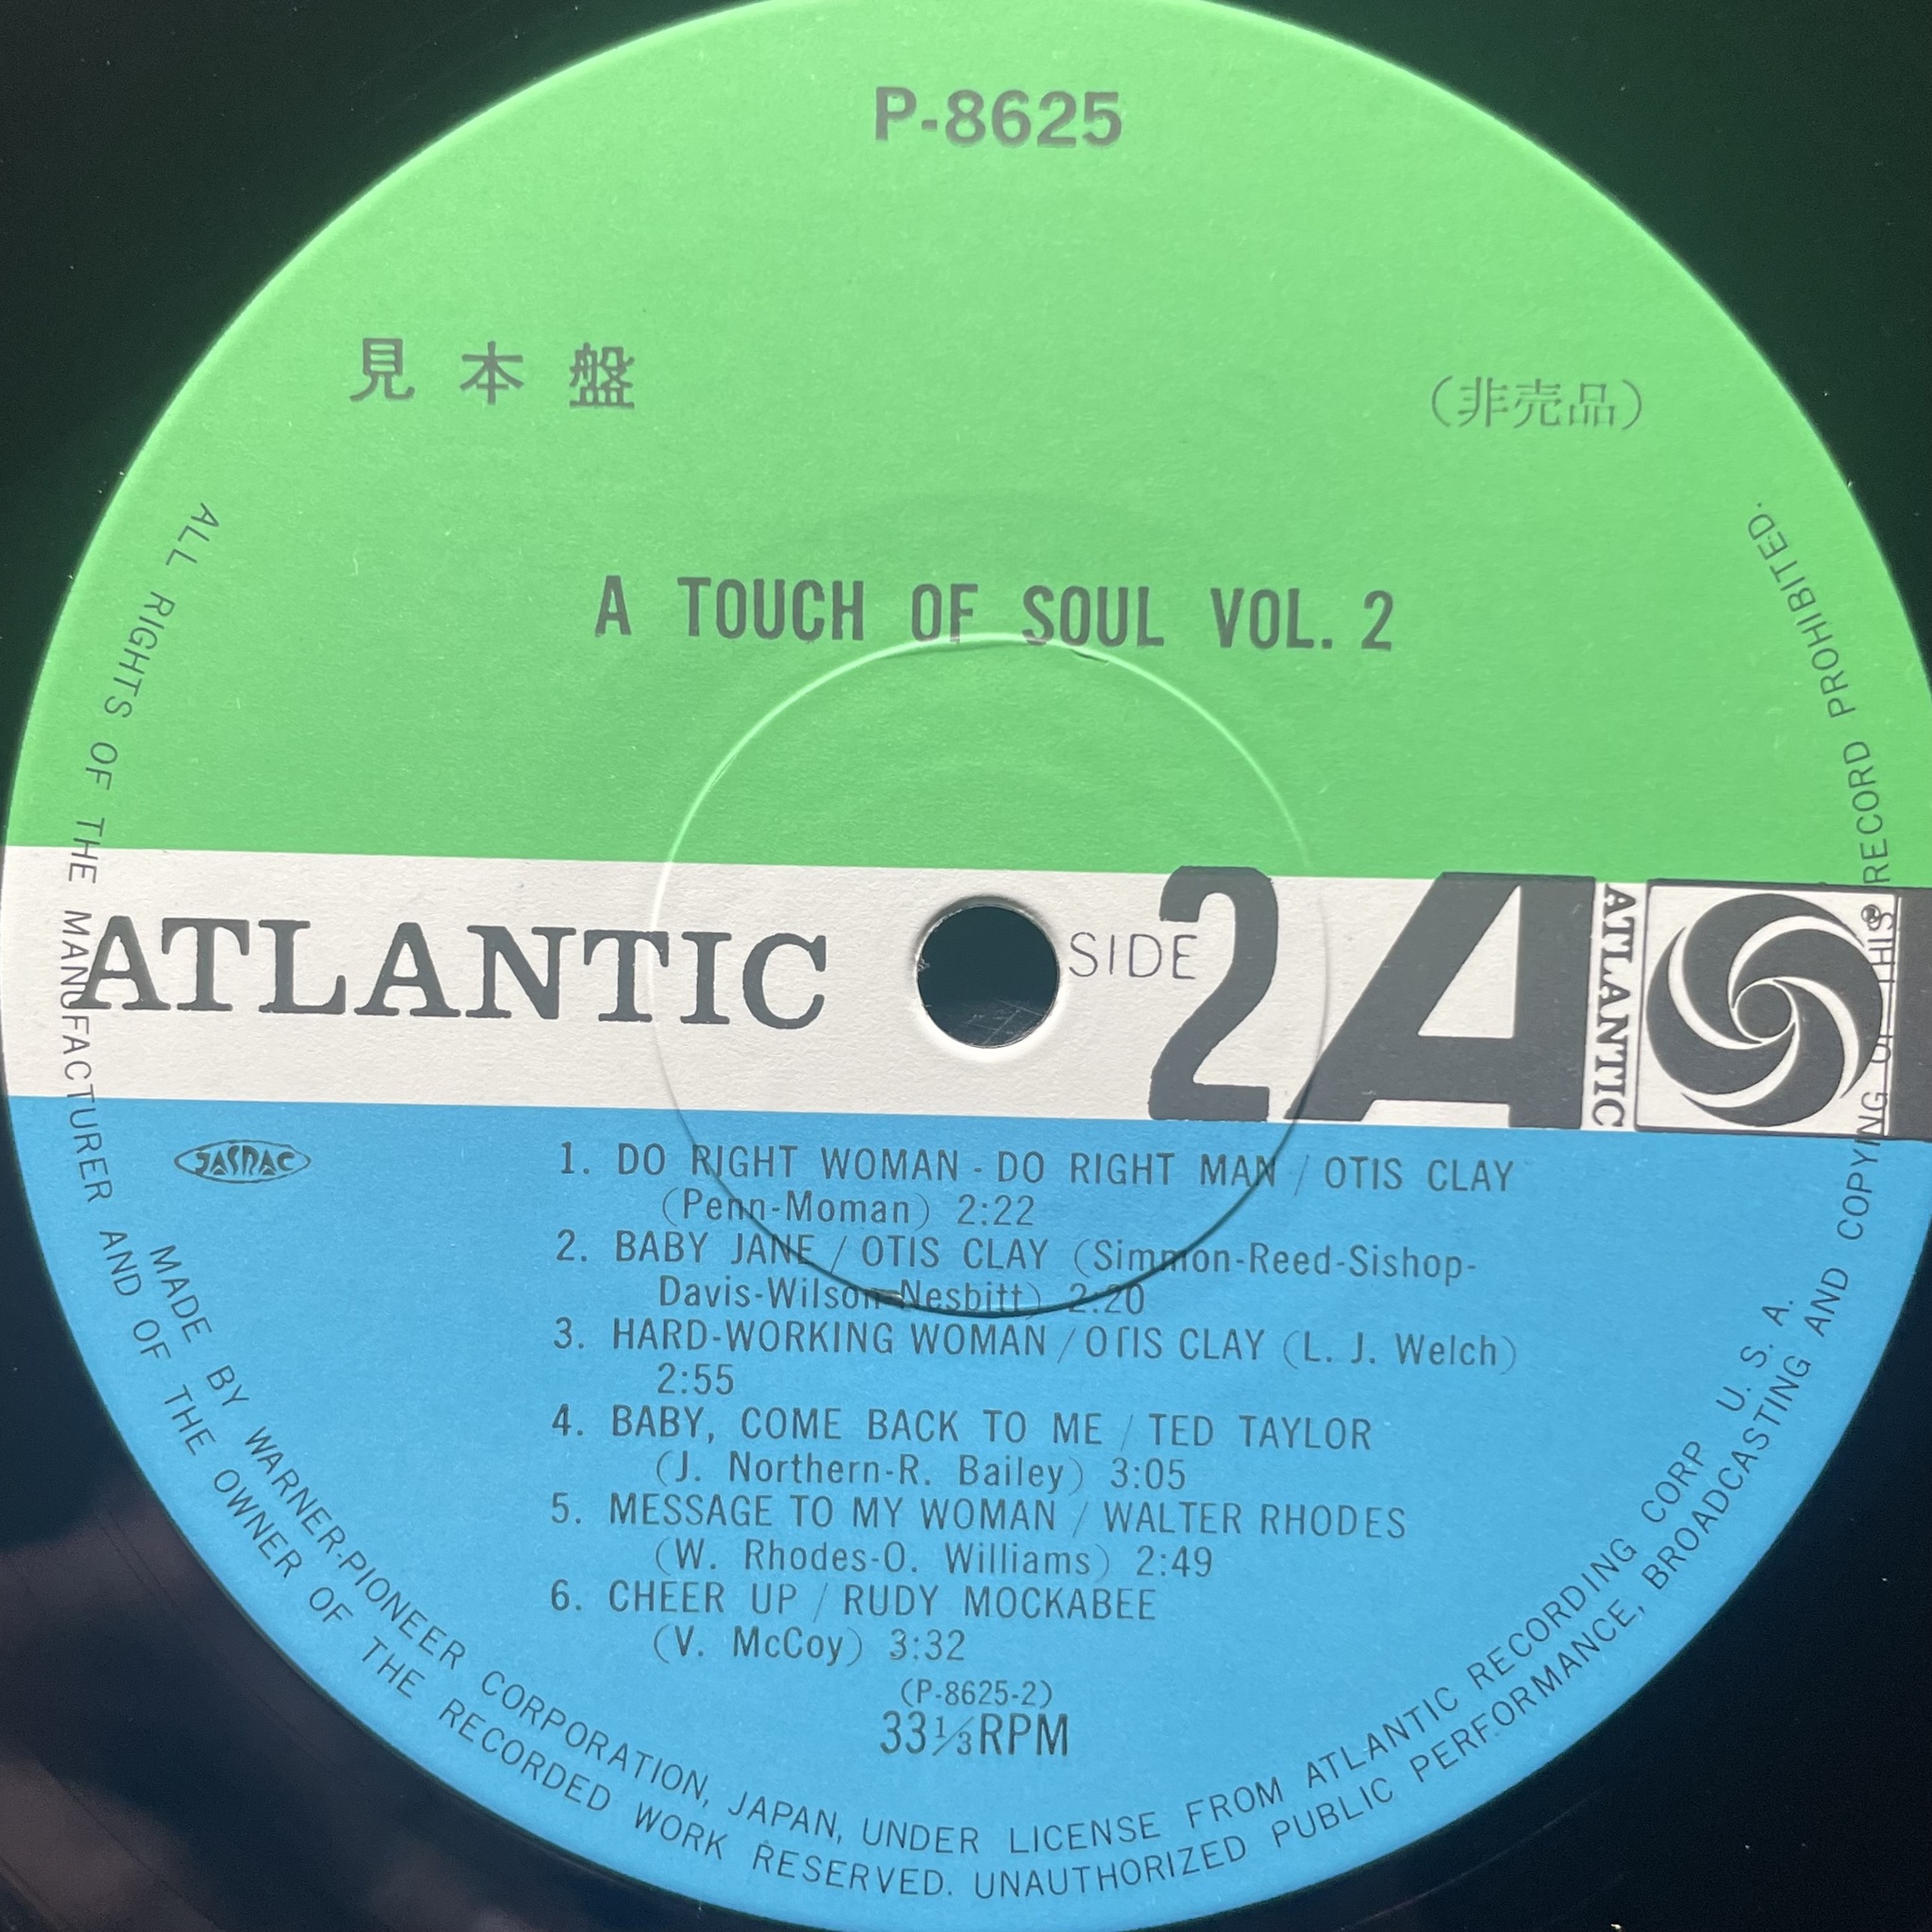 P-8625
見本盤
(非売品)
A TOUCH OF SOUL VOL. 2
ATLANTIC
SIDE 2
A
ATLANTIC
®
JASRAC
1. DO RIGHT WOMAN - DO RIGHT MAN / OTIS CLAY
(Penn-Moman) 2:22
2. BABY JANE / OTIS CLAY (Simmon-Reed-Sishop-
Davis-Wilson-Nesbitt) 2:20
3. HARD-WORKING WOMAN / OTIS CLAY (L. J. Welch)
2:55
4. BABY, COME BACK TO ME / TED TAYLOR
(J. Northern-R. Bailey) 3:05
5. MESSAGE TO MY WOMAN / WALTER RHODES
(W. Rhodes-O. Williams) 2:49
6. CHEER UP / RUDY MOCKABEE
(V. McCoy) 3:32
(P-8625-2)
33⅓RPM
MADE BY WARNER-PIONEER CORPORATION, JAPAN, UNDER LICENSE FROM ATLANTIC RECORDING CORP U. S. A.
ALL RIGHTS OF THE MANUFACTURER AND OF THE OWNER OF THE RECORDED WORK RESERVED. UNAUTHORIZED PUBLIC PERFORMANCE, BROADCASTING AND COPYING OF THIS RECORD PROHIBITED.